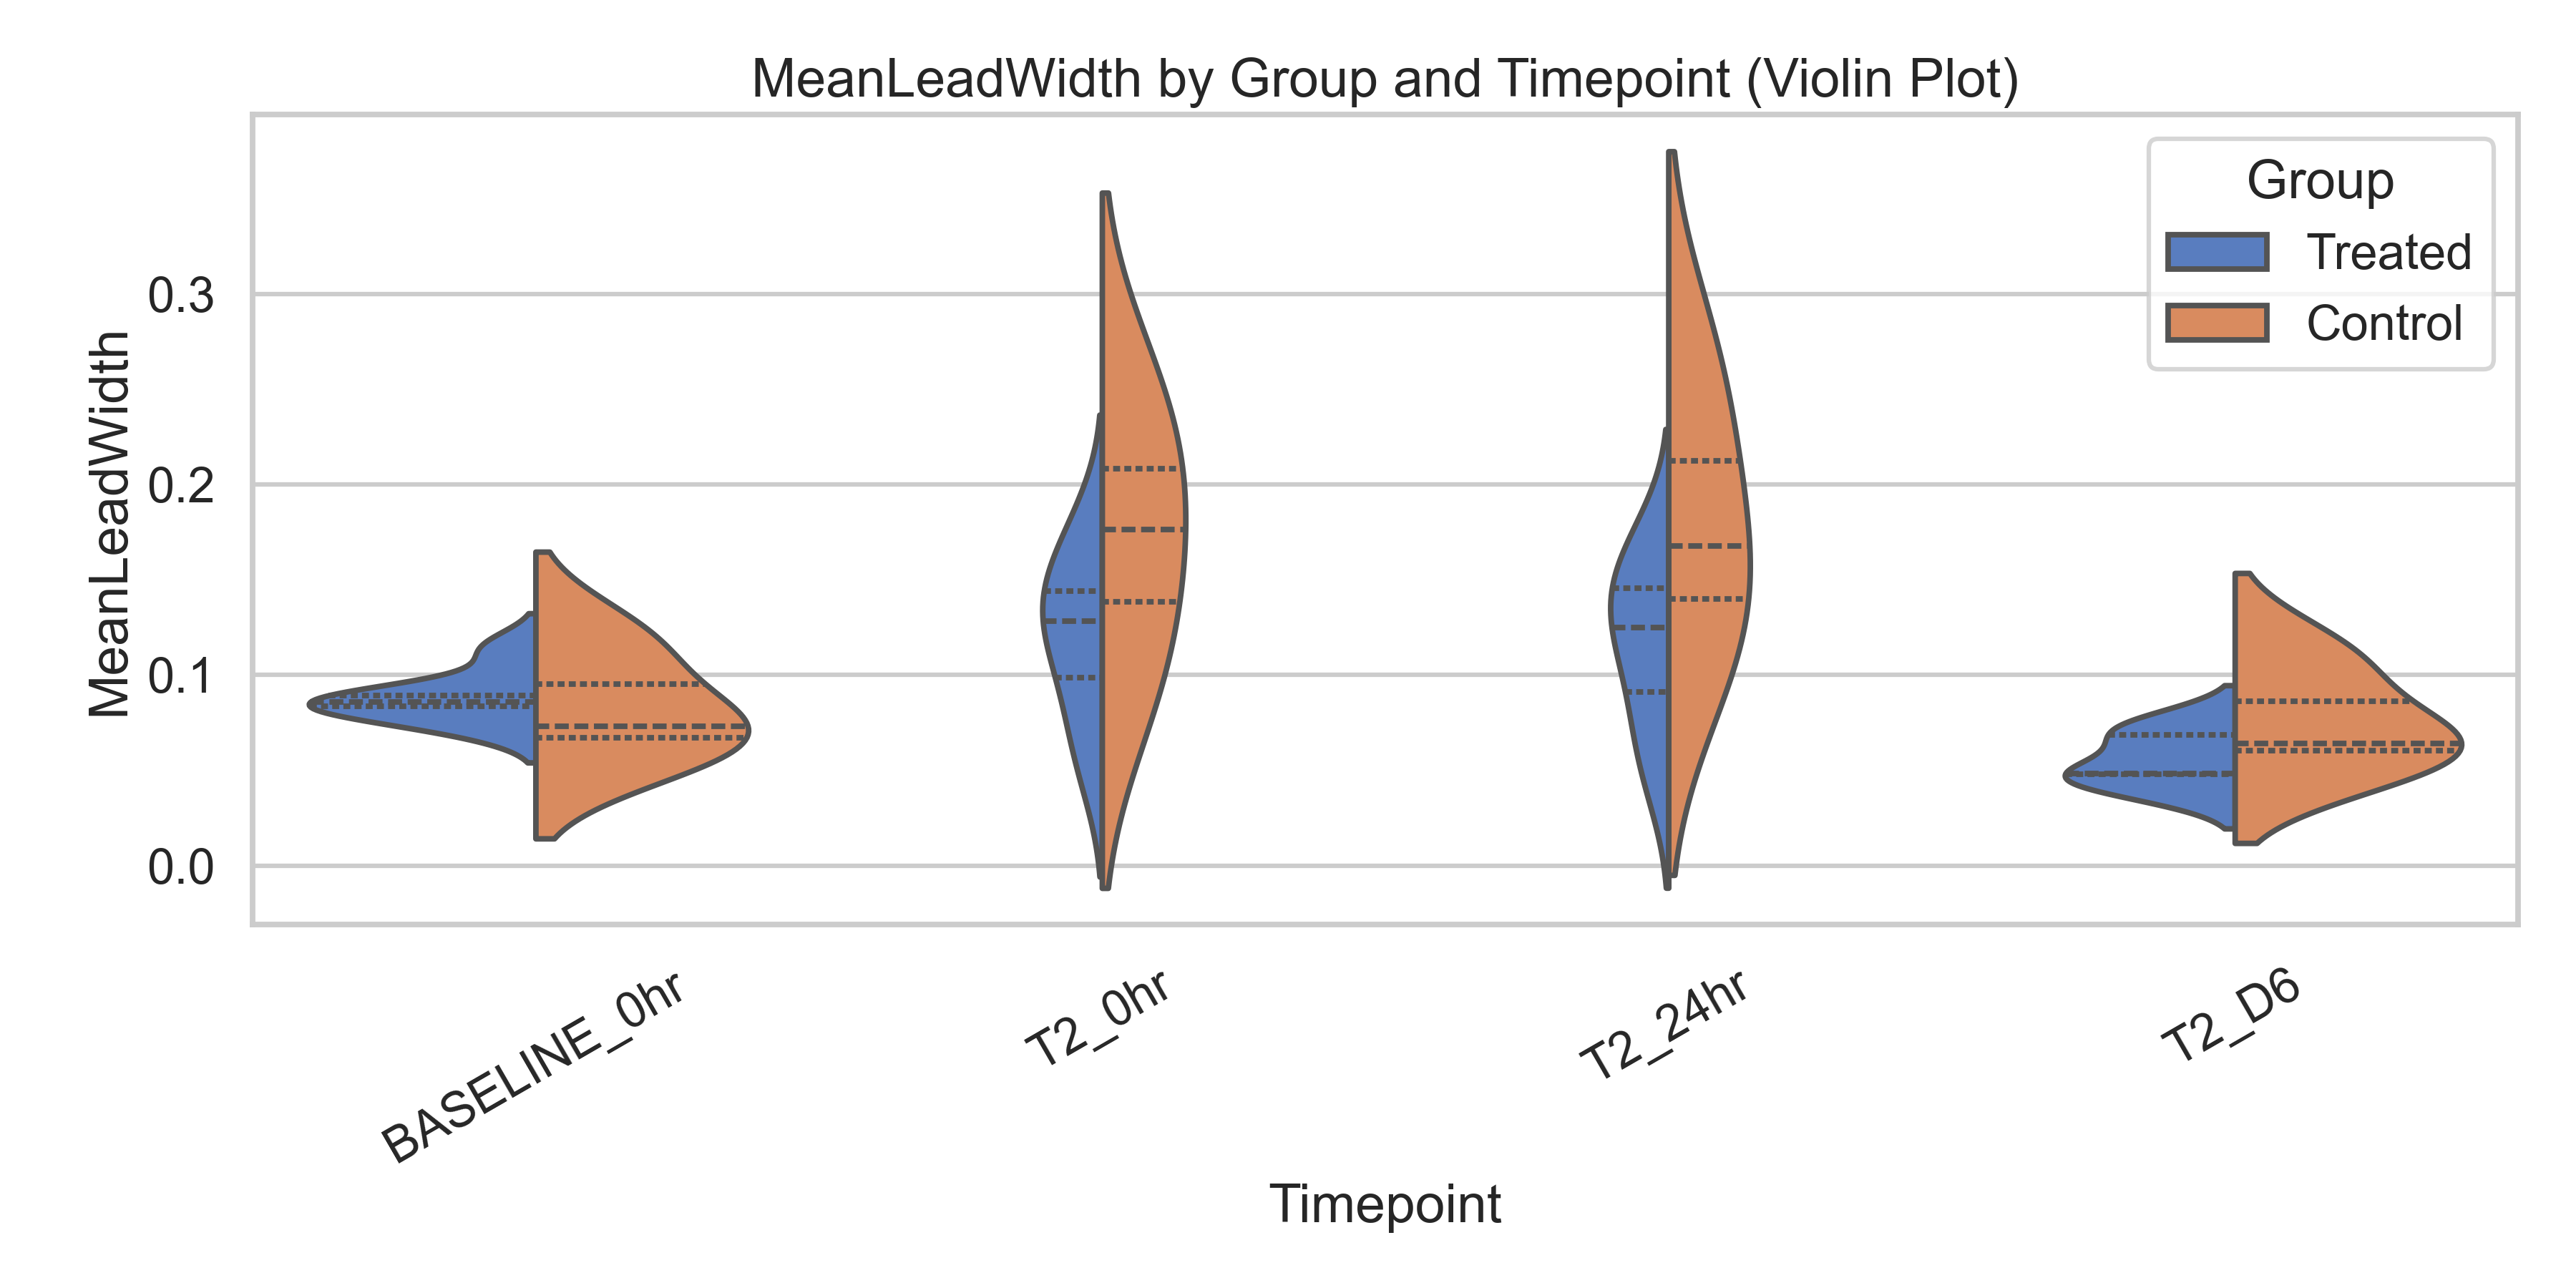 MeanLeadWidth by Group and Timepoint (Violin Plot)
Group
Treated
Control
MeanLeadWidth
0.3
0.2
0.1
0.0
BASELINE_0hr
T2_0hr
T2_24hr
T2_D6
Timepoint